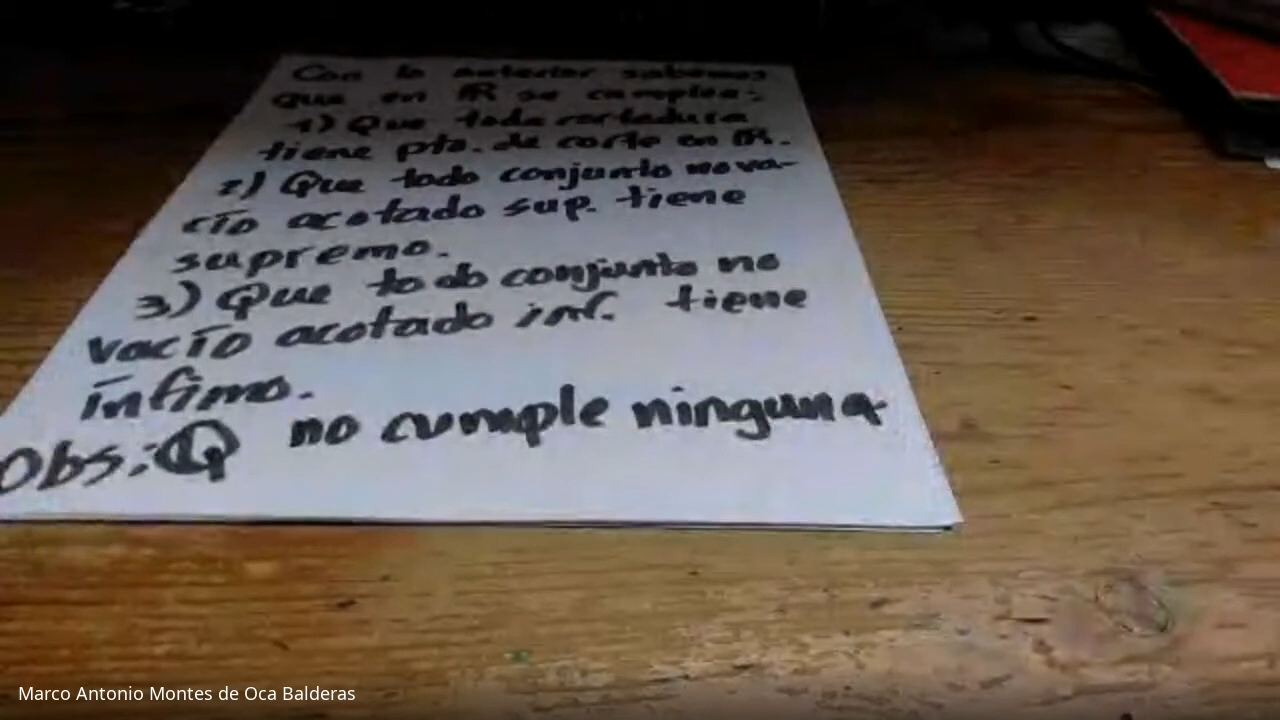 Con lo anterior sabemos
que en ℝ se cumplen:
1) Que toda cortadura
tiene pto. de corte en ℝ.
2) Que todo conjunto no va-
cío acotado sup. tiene
supremo.
3) Que todo conjunto no
vacío acotado inf. tiene
ínfimo.
Obs: ℚ no cumple ninguna
Marco Antonio Montes de Oca Balderas